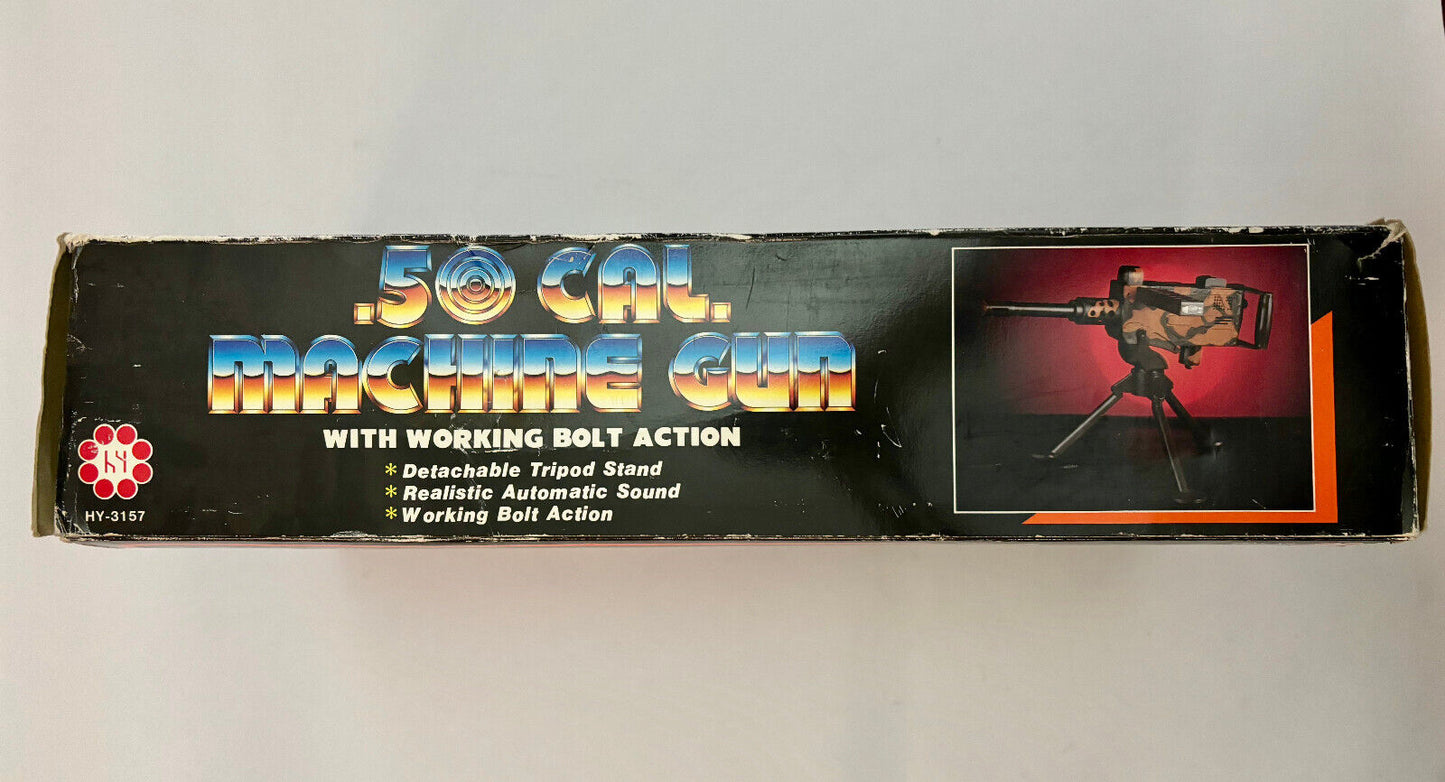 .50 CAL.
MACHINE GUN
WITH WORKING BOLT ACTION
* Detachable Tripod Stand
* Realistic Automatic Sound
* Working Bolt Action
HY
HY-3157